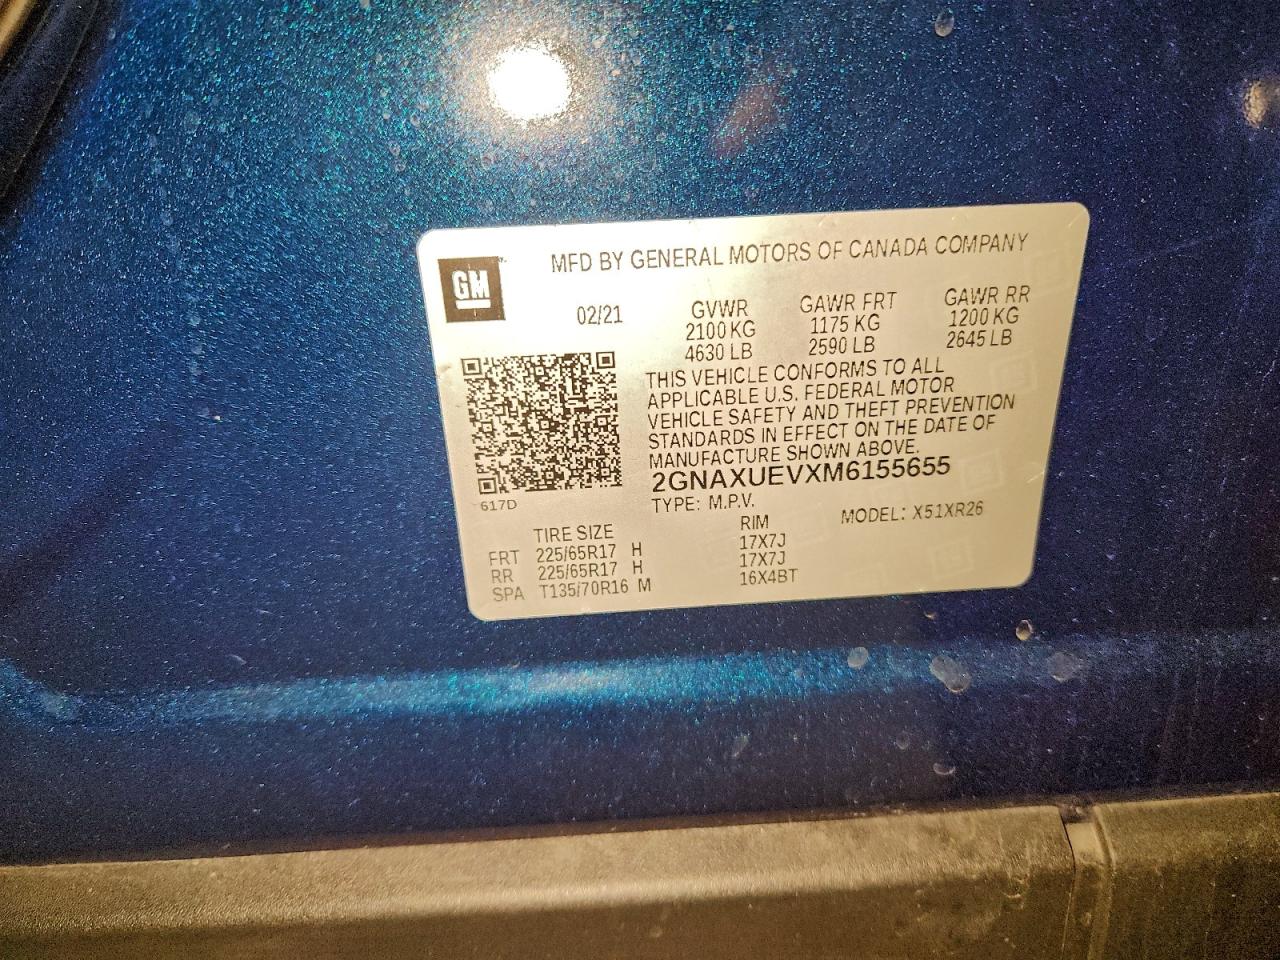 MFD BY GENERAL MOTORS OF CANADA COMPANY
GM
02/21
GVWR GAWR FRT GAWR RR
2100 KG 1175 KG 1200 KG
4630 LB 2590 LB 2645 LB
THIS VEHICLE CONFORMS TO ALL
APPLICABLE U.S. FEDERAL MOTOR
VEHICLE SAFETY AND THEFT PREVENTION
STANDARDS IN EFFECT ON THE DATE OF
MANUFACTURE SHOWN ABOVE.
2GNAXUEVXM6155655
617D
TYPE: M.P.V. MODEL: X51XR26
TIRE SIZE RIM
FRT 225/65R17 H 17X7J
RR 225/65R17 H 17X7J
SPA T135/70R16 M 16X4BT